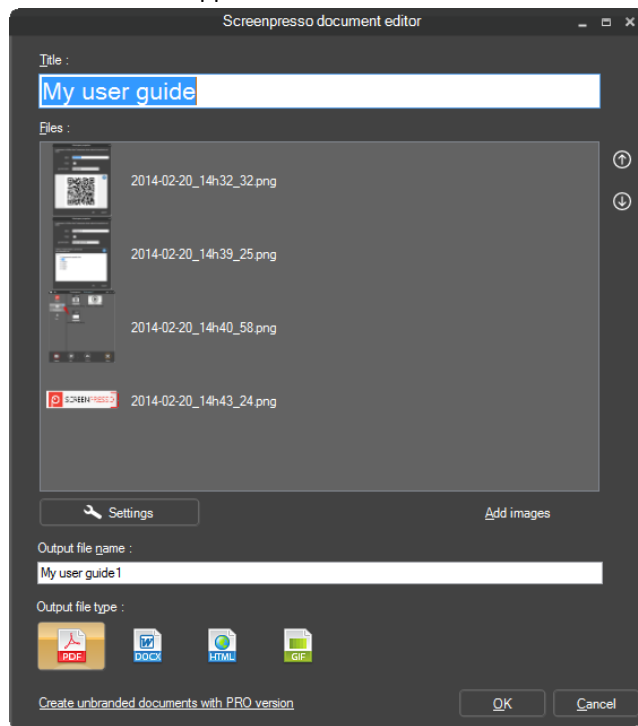 Screenpresso document editor
Title :
My user guide
Files :
2014-02-20_14h32_32.png
2014-02-20_14h39_25.png
2014-02-20_14h40_58.png
SCREENPRESSO 2014-02-20_14h43_24.png
Settings Add images
Output file name :
My user guide1
Output file type :
PDF DOCX HTML GIF
Create unbranded documents with PRO version OK Cancel